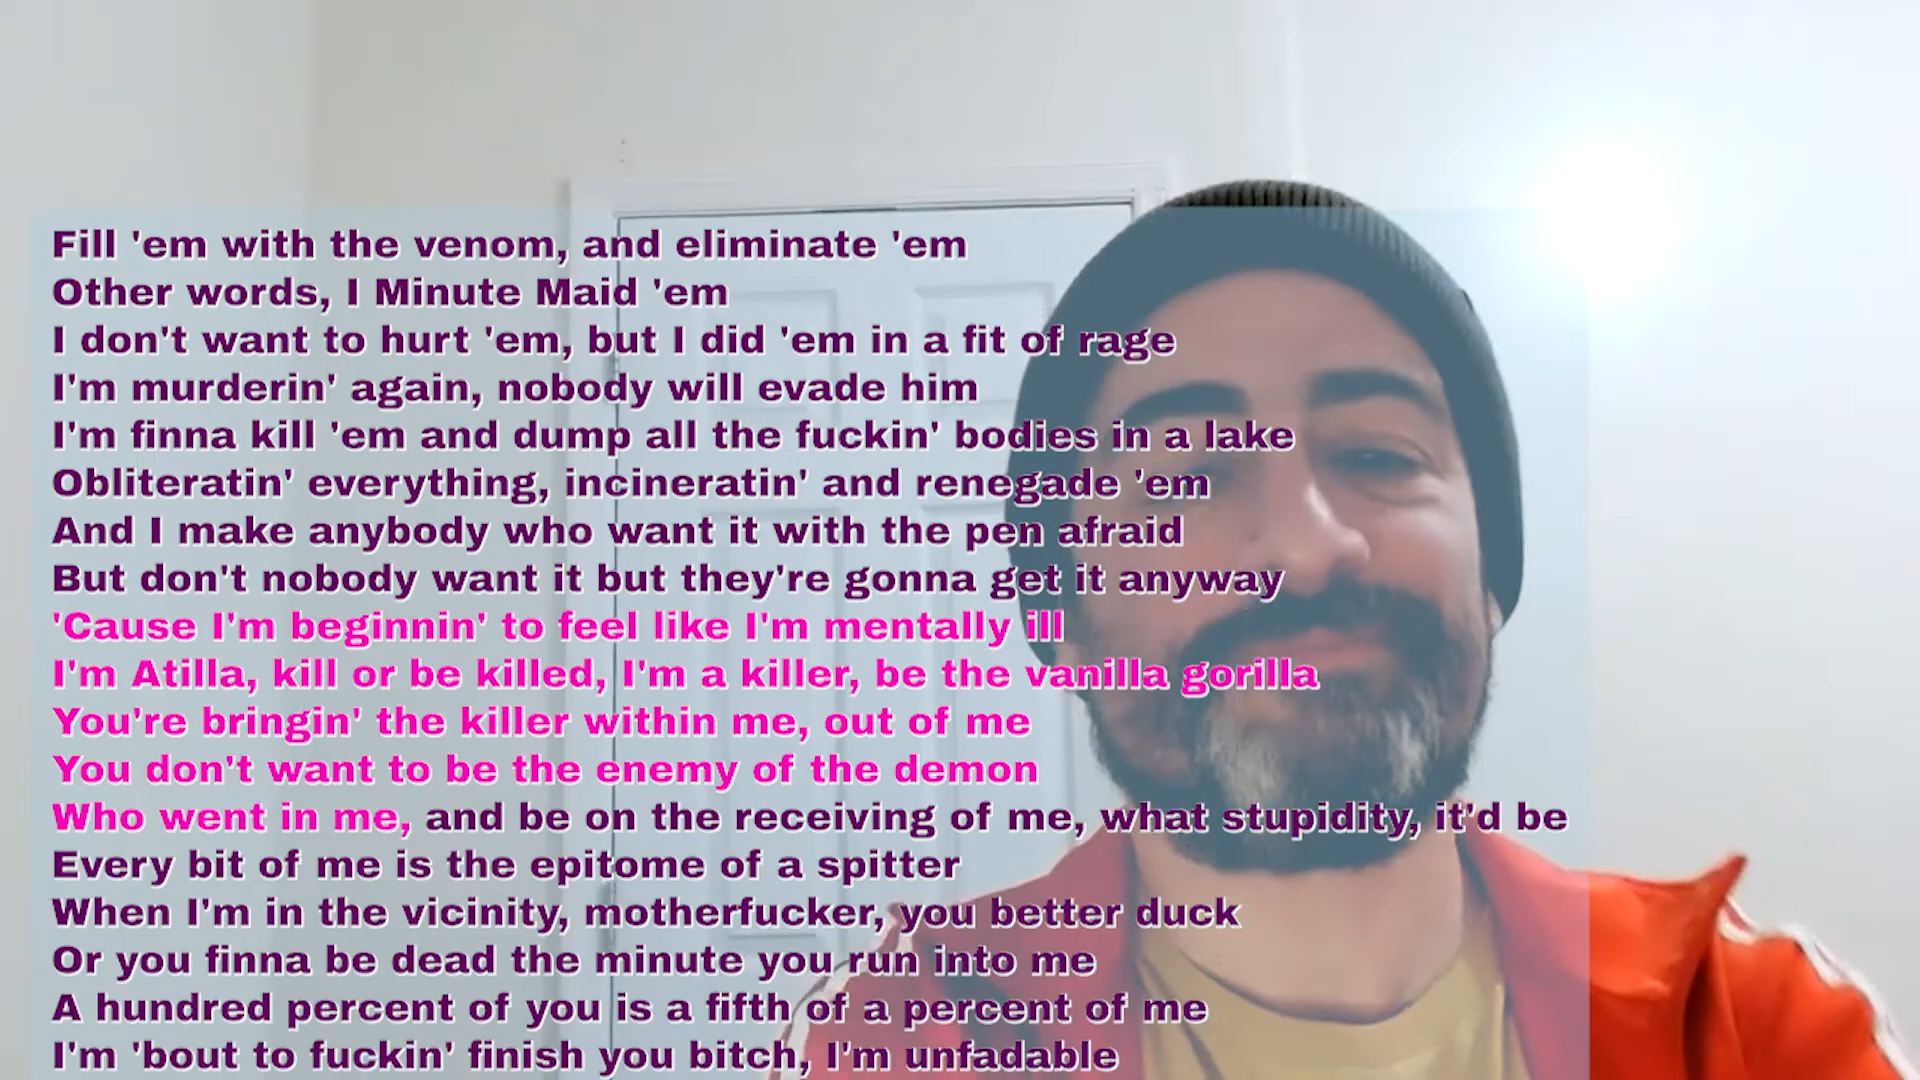 Fill 'em with the venom, and eliminate 'em
Other words, I Minute Maid 'em
I don't want to hurt 'em, but I did 'em in a fit of rage
I'm murderin' again, nobody will evade him
I'm finna kill 'em and dump all the fuckin' bodies in a lake
Obliteratin' everything, incineratin' and renegade 'em
And I make anybody who want it with the pen afraid
But don't nobody want it but they're gonna get it anyway
'Cause I'm beginnin' to feel like I'm mentally ill
I'm Atilla, kill or be killed, I'm a killer, be the vanilla gorilla
You're bringin' the killer within me, out of me
You don't want to be the enemy of the demon
Who went in me, and be on the receiving of me, what stupidity, it'd be
Every bit of me is the epitome of a spitter
When I'm in the vicinity, motherfucker, you better duck
Or you finna be dead the minute you run into me
A hundred percent of you is a fifth of a percent of me
I'm 'bout to fuckin' finish you bitch, I'm unfadable